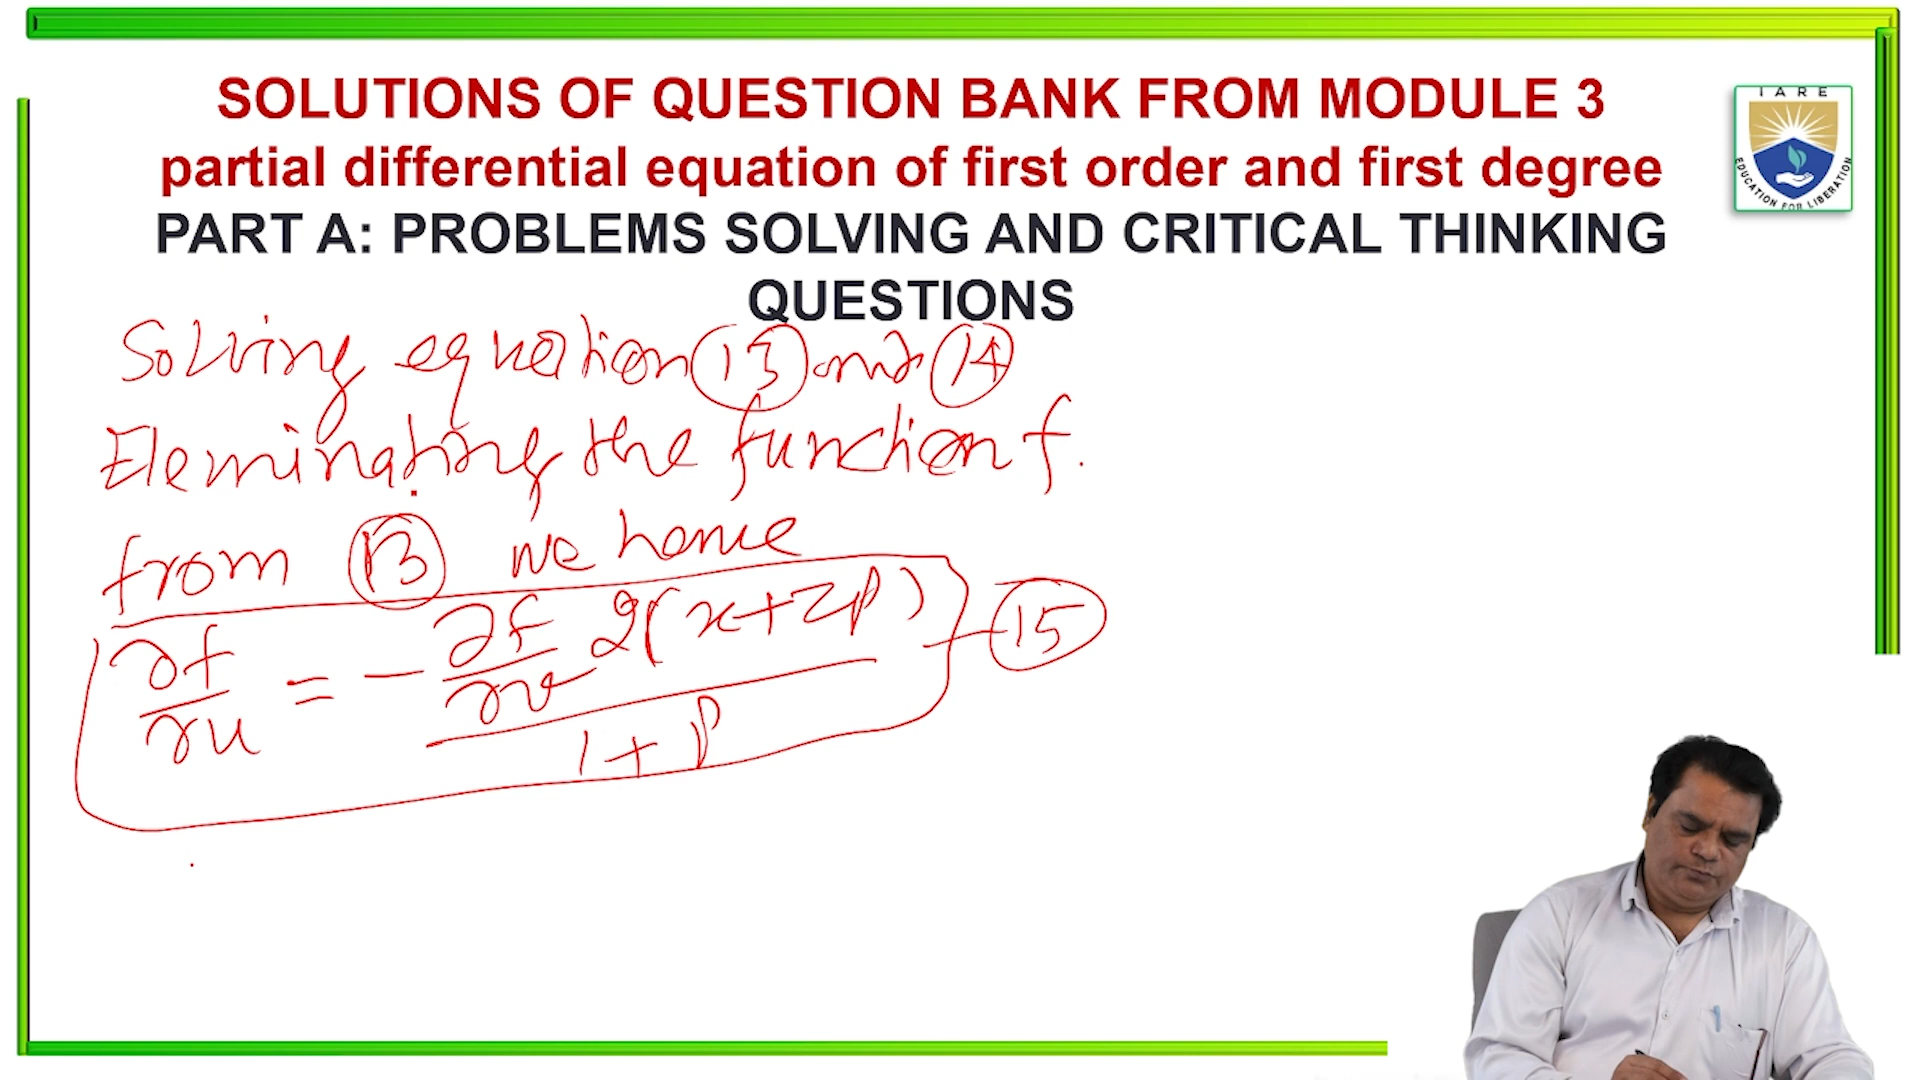 SOLUTIONS OF QUESTION BANK FROM MODULE 3
partial differential equation of first order and first degree
PART A: PROBLEMS SOLVING AND CRITICAL THINKING
QUESTIONS
IARE
EDUCATION FOR LIBERATION
Solving equation (13) and (14)
Eleminating the function f.
from (13) we have
∂f/∂u = - ∂f/∂v 2(x+zp) / 1+p — (15)